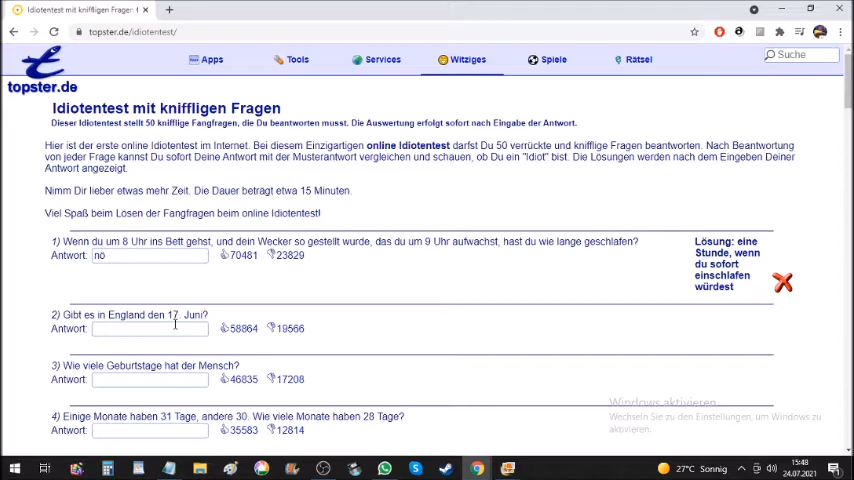 Idiotentest mit kniffligen Fragen
topster.de/idiotentest/
Apps
Tools
Services
Witziges
Spiele
Rätsel
Suche
topster.de
Idiotentest mit kniffligen Fragen
Dieser Idiotentest stellt 50 knifflige Fangfragen, die Du beantworten musst. Die Auswertung erfolgt sofort nach Eingabe der Antwort.
Hier ist der erste online Idiotentest im Internet. Bei diesem Einzigartigen online Idiotentest darfst Du 50 verrückte und knifflige Fragen beantworten. Nach Beantwortung
von jeder Frage kannst Du sofort Deine Antwort mit der Musterantwort vergleichen und schauen, ob Du ein "Idiot" bist. Die Lösungen werden nach dem Eingeben Deiner
Antwort angezeigt.
Nimm Dir lieber etwas mehr Zeit. Die Dauer beträgt etwa 15 Minuten.
Viel Spaß beim Lösen der Fangfragen beim online Idiotentest!
1) Wenn du um 8 Uhr ins Bett gehst, und dein Wecker so gestellt wurde, das du um 9 Uhr aufwachst, hast du wie lange geschlafen?
Antwort: nö 70481 23829
Lösung: eine
Stunde, wenn
du sofort
einschlafen
würdest
2) Gibt es in England den 17. Juni?
Antwort: 58864 19566
3) Wie viele Geburtstage hat der Mensch?
Antwort: 46835 17208
4) Einige Monate haben 31 Tage, andere 30. Wie viele Monate haben 28 Tage?
Antwort: 35583 12814
Windows aktivieren
Wechseln Sie zu den Einstellungen, um Windows zu
aktivieren.
27°C Sonnig
15:48
24.07.2021